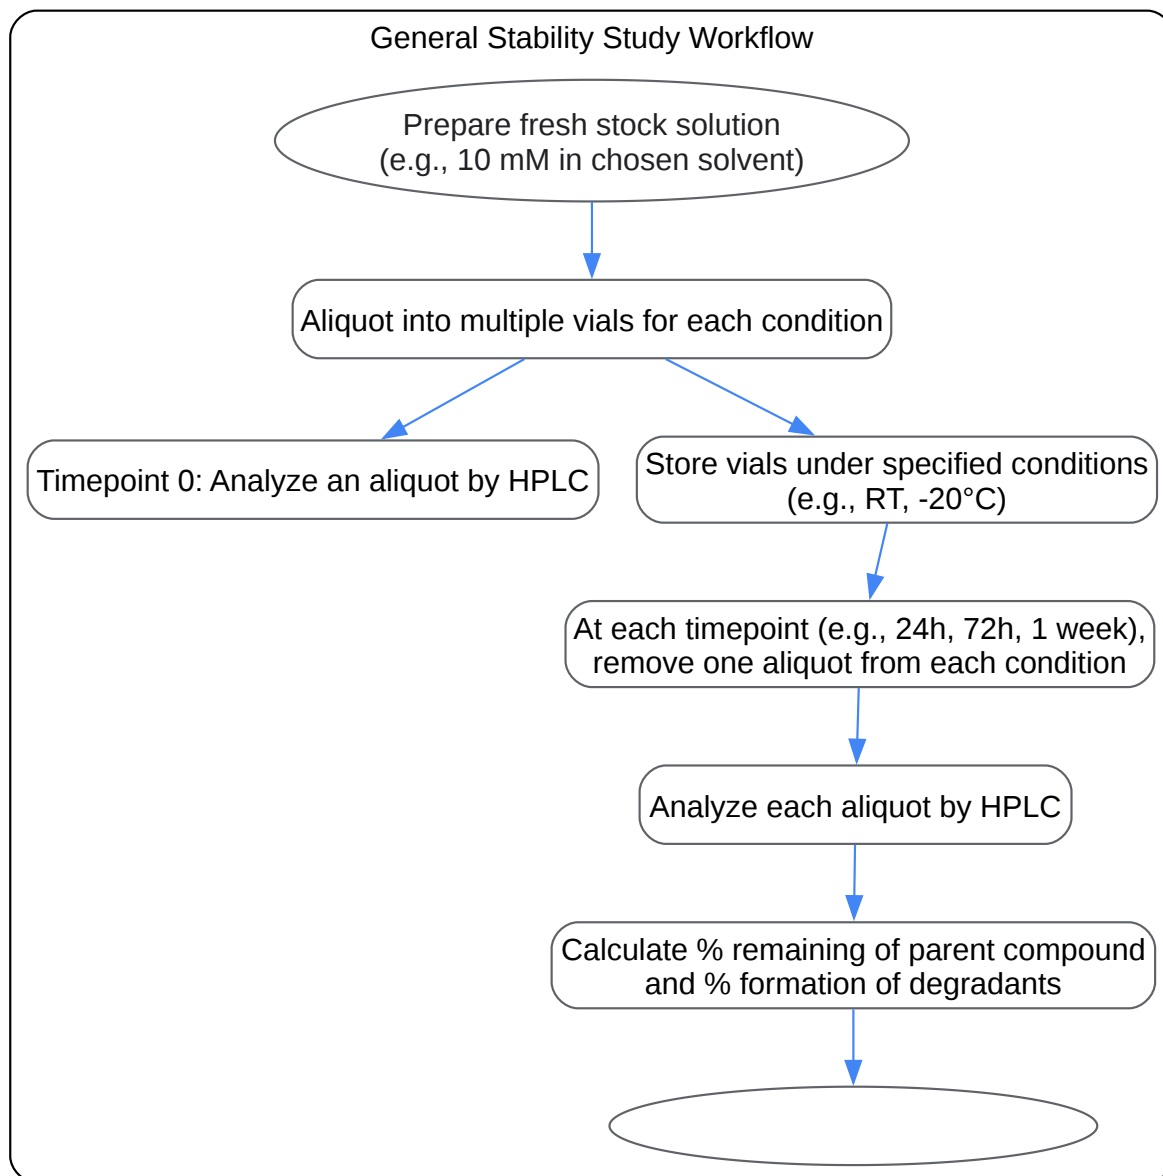 General Stability Study Workflow
Prepare fresh stock solution
(e.g., 10 mM in chosen solvent)
Aliquot into multiple vials for each condition
Timepoint 0: Analyze an aliquot by HPLC
Store vials under specified conditions
(e.g., RT, -20°C)
At each timepoint (e.g., 24h, 72h, 1 week),
remove one aliquot from each condition
Analyze each aliquot by HPLC
Calculate % remaining of parent compound
and % formation of degradants